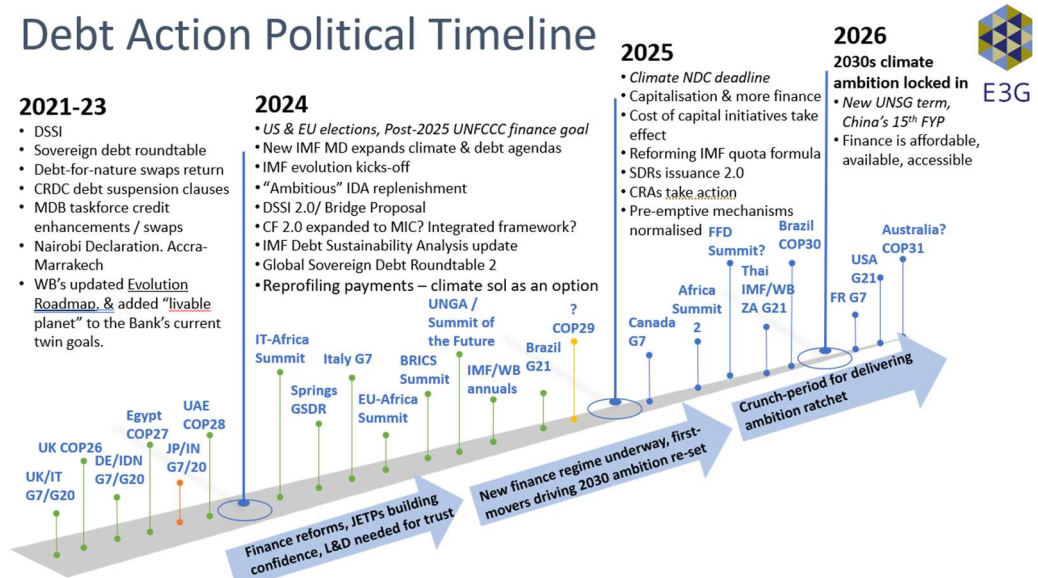 Debt Action Political Timeline
E3G
2021-23
• DSSI
• Sovereign debt roundtable
• Debt-for-nature swaps return
• CRDC debt suspension clauses
• MDB taskforce credit
enhancements / swaps
• Nairobi Declaration. Accra-
Marrakech
• WB's updated Evolution
Roadmap. & added "livable
planet" to the Bank's current
twin goals.
2024
• US & EU elections, Post-2025 UNFCCC finance goal
• New IMF MD expands climate & debt agendas
• IMF evolution kicks-off
• "Ambitious" IDA replenishment
• DSSI 2.0/ Bridge Proposal
• CF 2.0 expanded to MIC? Integrated framework?
• IMF Debt Sustainability Analysis update
• Global Sovereign Debt Roundtable 2
• Reprofiling payments – climate sol as an option
2025
• Climate NDC deadline
• Capitalisation & more finance
• Cost of capital initiatives take
effect
• Reforming IMF quota formula
• SDRs issuance 2.0
• CRAs take action
• Pre-emptive mechanisms
normalised
2026
2030s climate
ambition locked in
• New UNSG term,
China's 15th FYP
• Finance is affordable,
available, accessible
UK/IT
G7/G20
UK COP26
DE/IDN
G7/G20
Egypt
COP27
JP/IN
G7/20
UAE
COP28
IT-Africa
Summit
Springs
GSDR
Italy G7
EU-Africa
Summit
BRICS
Summit
UNGA /
Summit of
the Future
IMF/WB
annuals
Brazil
G21
?
COP29
Canada
G7
Africa
Summit
2
FFD
Summit?
Thai
IMF/WB
ZA G21
Brazil
COP30
FR G7
USA
G21
Australia?
COP31
Finance reforms, JETPs building
confidence, L&D needed for trust
New finance regime underway, first-
movers driving 2030 ambition re-set
Crunch-period for delivering
ambition ratchet